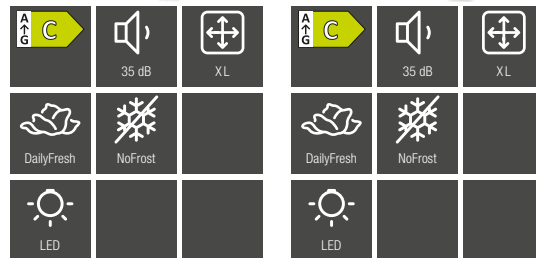 A
G
C
35 dB
XL
DailyFresh
NoFrost
LED
A
G
C
35 dB
XL
DailyFresh
NoFrost
LED